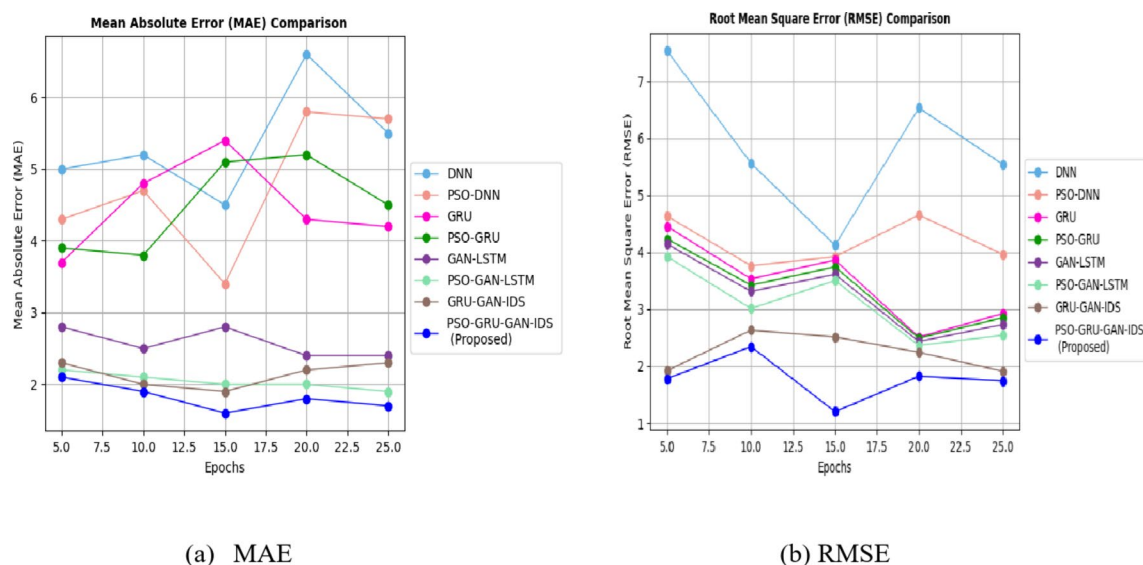 Mean Absolute Error (MAE) Comparison
Mean Absolute Error (MAE)
6
5
4
3
2
5.0 7.5 10.0 12.5 15.0 17.5 20.0 22.5 25.0
Epochs
DNN
PSO-DNN
GRU
PSO-GRU
GAN-LSTM
PSO-GAN-LSTM
GRU-GAN-IDS
PSO-GRU-GAN-IDS
(Proposed)
(a) MAE
Root Mean Square Error (RMSE) Comparison
Root Mean Square Error (RMSE)
7
6
5
4
3
2
1
5.0 7.5 10.0 12.5 15.0 17.5 20.0 22.5 25.0
Epochs
DNN
PSO-DNN
GRU
PSO-GRU
GAN-LSTM
PSO-GAN-LSTM
GRU-GAN-IDS
PSO-GRU-GAN-IDS
(Proposed)
(b) RMSE